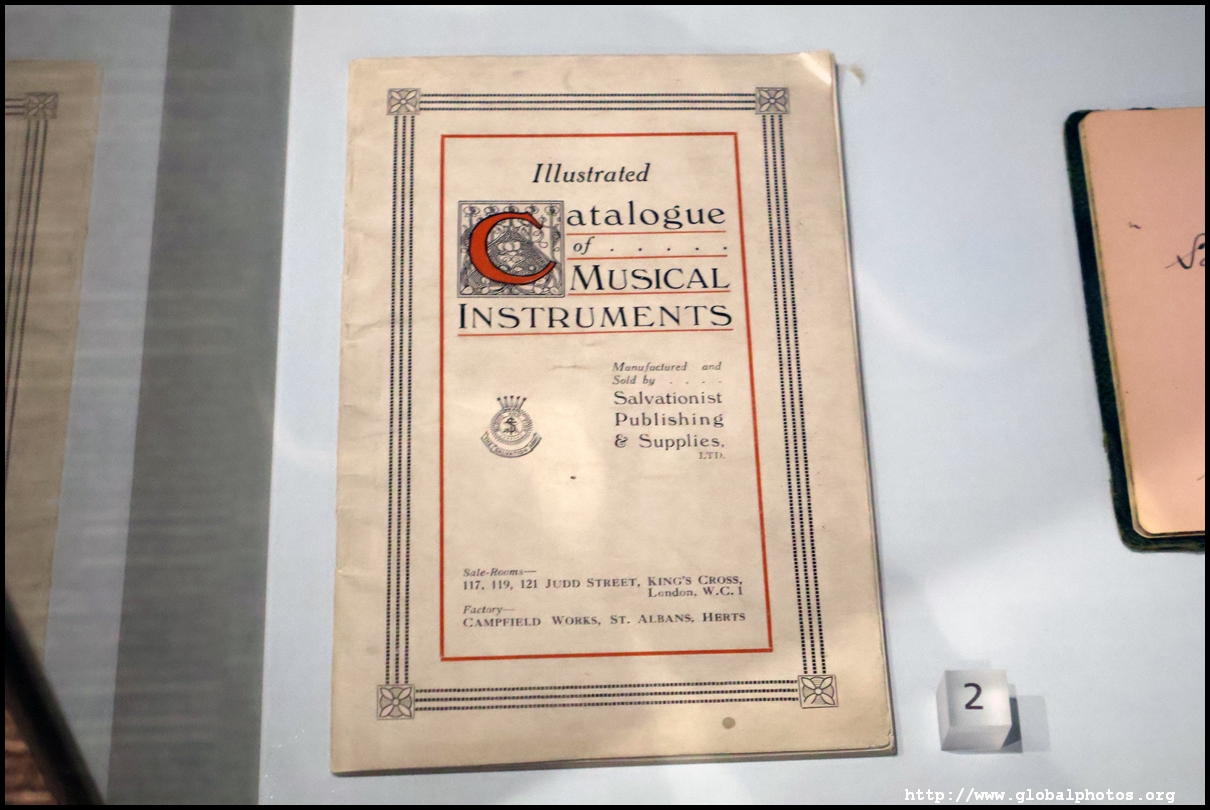 Illustrated
Catalogue
of . . . . .
MUSICAL
INSTRUMENTS
Manufactured and
Sold by . . . .
Salvationist
Publishing
& Supplies,
LTD.
Sale-Rooms—
117, 119, 121 JUDD STREET, KING'S CROSS,
London, W.C.1
Factory—
CAMPFIELD WORKS, ST. ALBANS, HERTS
2
http://www.globalphotos.org